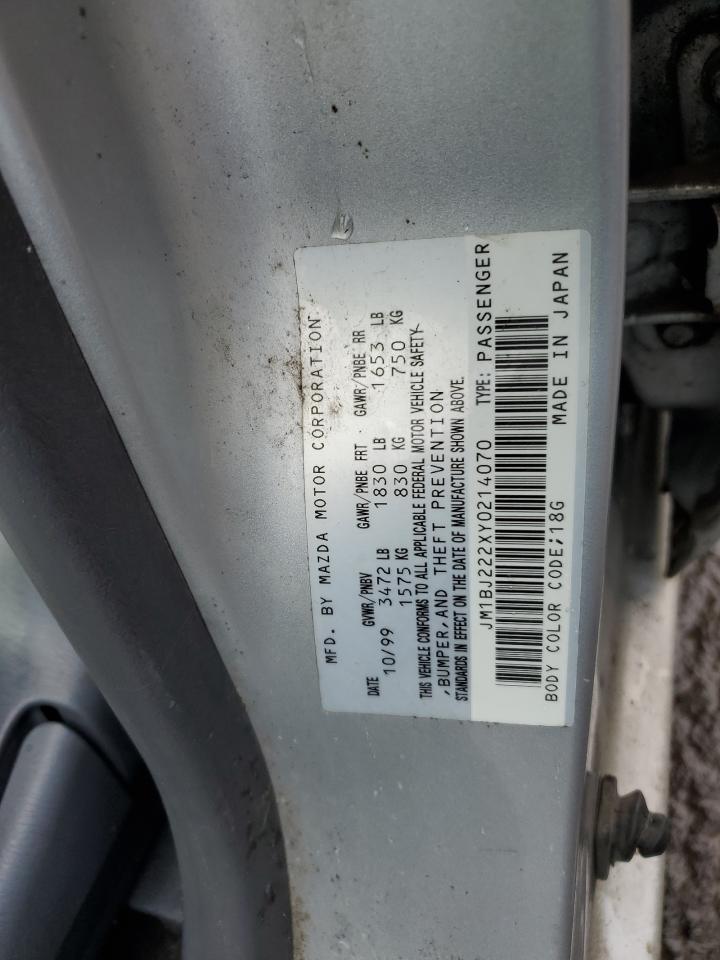 MFD. BY MAZDA MOTOR CORPORATION
DATE GVWR/PNBV GAWR/PNBE FRT GAWR/PNBE RR
10/99 3472 LB 1830 LB 1653 LB
1575 KG 830 KG 750 KG
THIS VEHICLE CONFORMS TO ALL APPLICABLE FEDERAL MOTOR VEHICLE SAFETY
,BUMPER,AND THEFT PREVENTION
STANDARDS IN EFFECT ON THE DATE OF MANUFACTURE SHOWN ABOVE.
JM1BJ222XY0214070 TYPE: PASSENGER
BODY COLOR CODE;18G MADE IN JAPAN